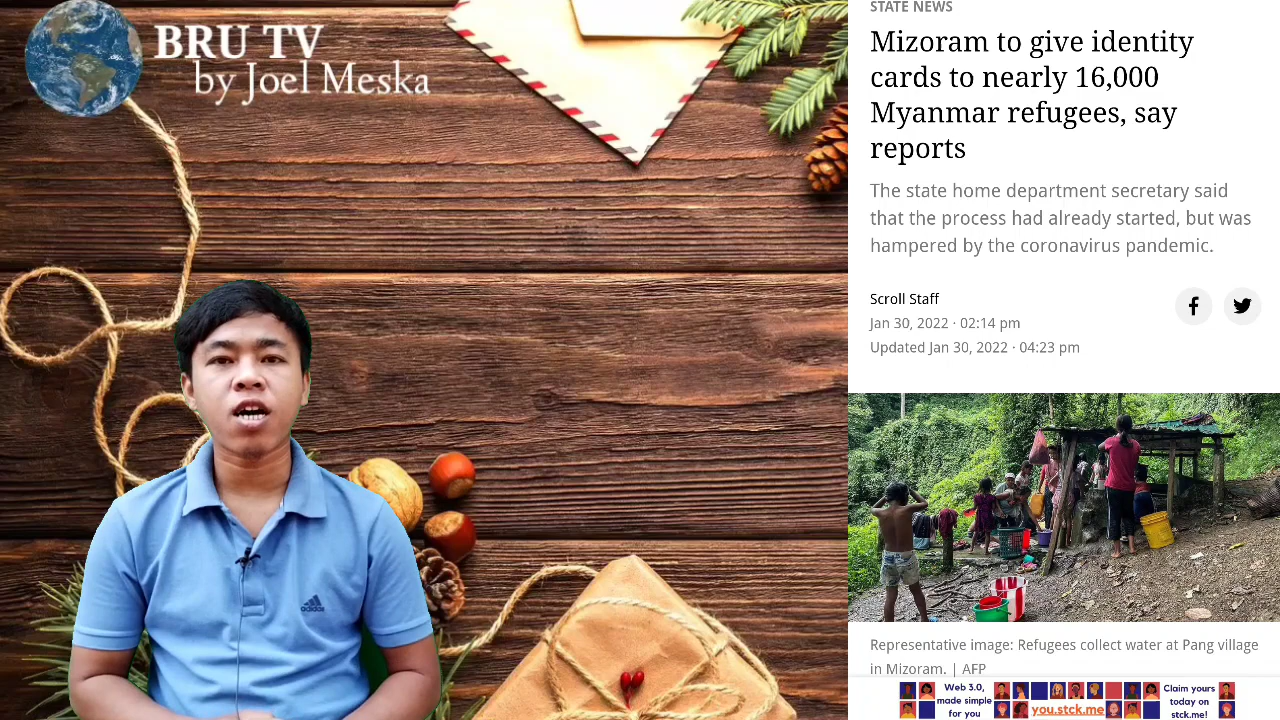 BRU TV
by Joel Meska
STATE NEWS
Mizoram to give identity
cards to nearly 16,000
Myanmar refugees, say
reports
The state home department secretary said
that the process had already started, but was
hampered by the coronavirus pandemic.
Scroll Staff
Jan 30, 2022 · 02:14 pm
Updated Jan 30, 2022 · 04:23 pm
Representative image: Refugees collect water at Pang village
in Mizoram. | AFP
Web 3.0,
made simple
for you
you.stck.me
Claim yours
today on
stck.me!
adidas